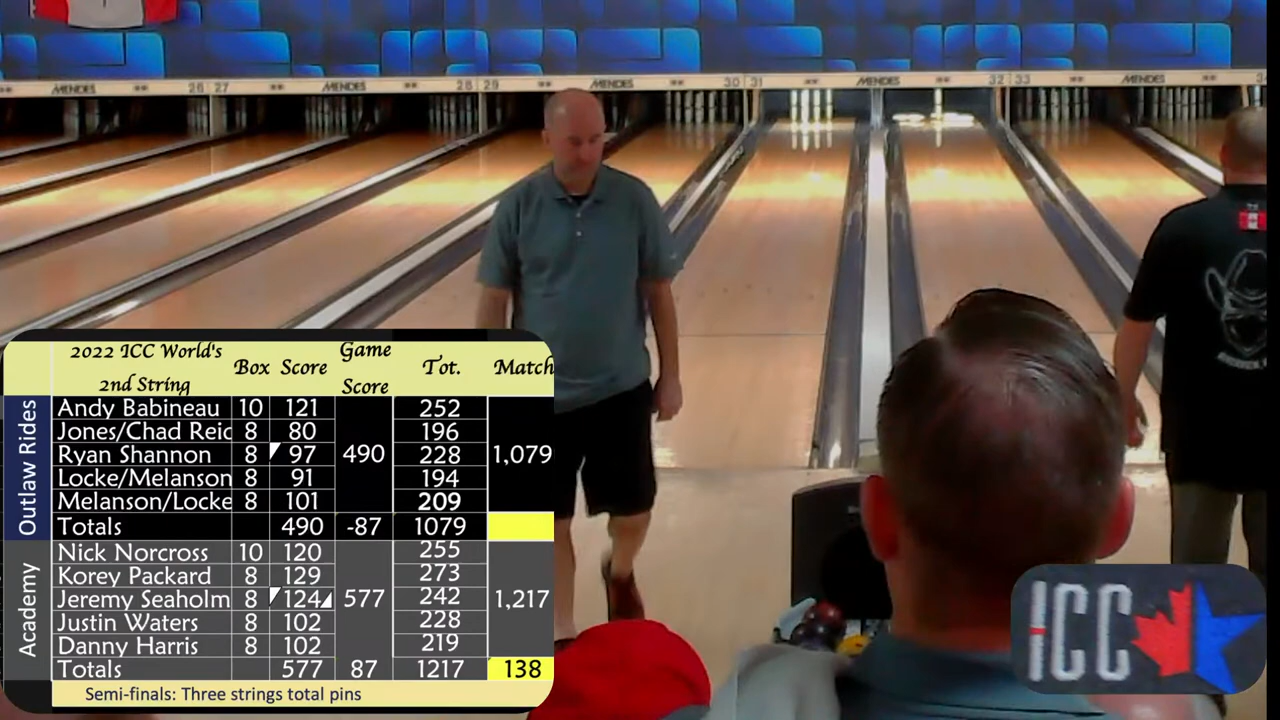 MENDES 26 27 MENDES 28 29 MENDES 30 31 MENDES 32 33 MENDES
2022 ICC World's 2nd String Box Score Game Score Tot. Match
Outlaw Rides
Andy Babineau 10 121 252
Jones/Chad Reic 8 80 196
Ryan Shannon 8 97 490 228 1,079
Locke/Melanson 8 91 194
Melanson/Locke 8 101 209
Totals 490 -87 1079
Academy
Nick Norcross 10 120 255
Korey Packard 8 129 273
Jeremy Seaholm 8 124 577 242 1,217
Justin Waters 8 102 228
Danny Harris 8 102 219
Totals 577 87 1217 138
Semi-finals: Three strings total pins
ICC